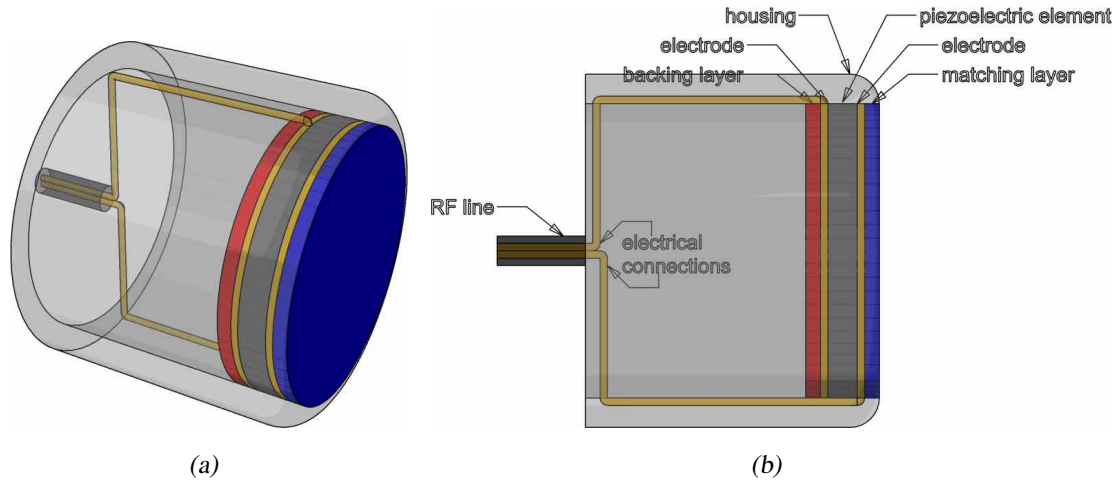 housing
piezoelectric element
electrode
electrode
backing layer
matching layer
RF line
electrical
connections
(a)
(b)